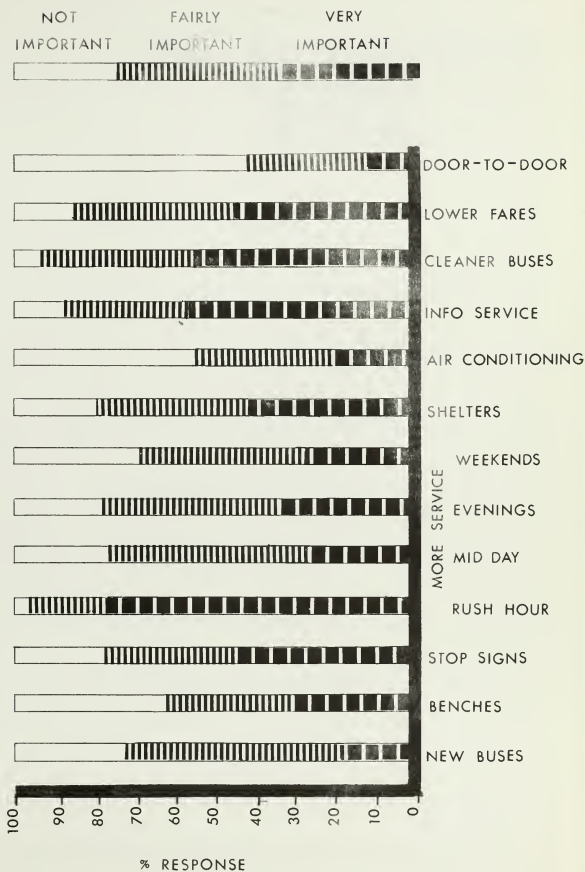 NOT FAIRLY VERY
IMPORTANT IMPORTANT IMPORTANT
DOOR-TO-DOOR
LOWER FARES
CLEANER BUSES
INFO SERVICE
AIR CONDITIONING
SHELTERS
WEEKENDS
EVENINGS
MORE SERVICE
MID DAY
RUSH HOUR
STOP SIGNS
BENCHES
NEW BUSES
100 90 80 70 60 50 40 30 20 10 0
% RESPONSE